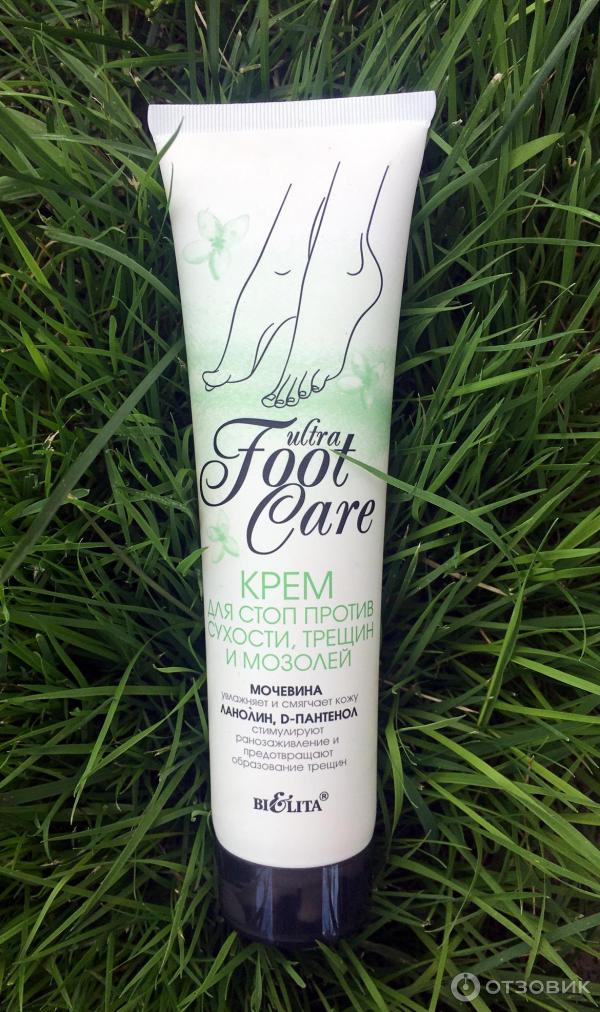 ultra
Foot
Care
КРЕМ
ДЛЯ СТОП ПРОТИВ
СУХОСТИ, ТРЕЩИН
И МОЗОЛЕЙ
МОЧЕВИНА
увлажняет и смягчает кожу
ЛАНОЛИН, D-ПАНТЕНОЛ
стимулируют
ранозаживление и
предотвращают
образование трещин
BIELITA®
ОТЗОВИК